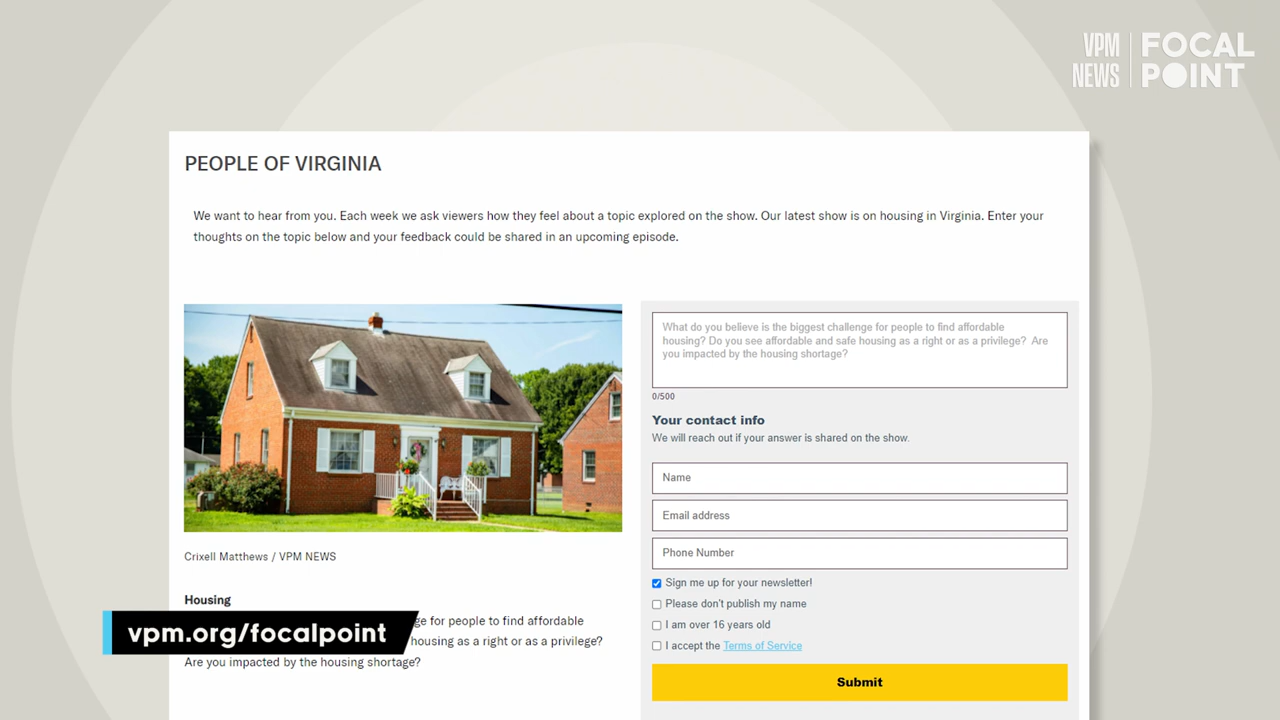 VPM NEWS
FOCAL POINT
PEOPLE OF VIRGINIA
We want to hear from you. Each week we ask viewers how they feel about a topic explored on the show. Our latest show is on housing in Virginia. Enter your
thoughts on the topic below and your feedback could be shared in an upcoming episode.
What do you believe is the biggest challenge for people to find affordable
housing? Do you see affordable and safe housing as a right or as a privilege? Are
you impacted by the housing shortage?
0/500
Your contact info
We will reach out if your answer is shared on the show.
Name
Email address
Phone Number
Sign me up for your newsletter!
Please don't publish my name
I am over 16 years old
I accept the Terms of Service
Submit
Crixell Matthews / VPM NEWS
Housing
ge for people to find affordable
housing as a right or as a privilege?
Are you impacted by the housing shortage?
vpm.org/focalpoint